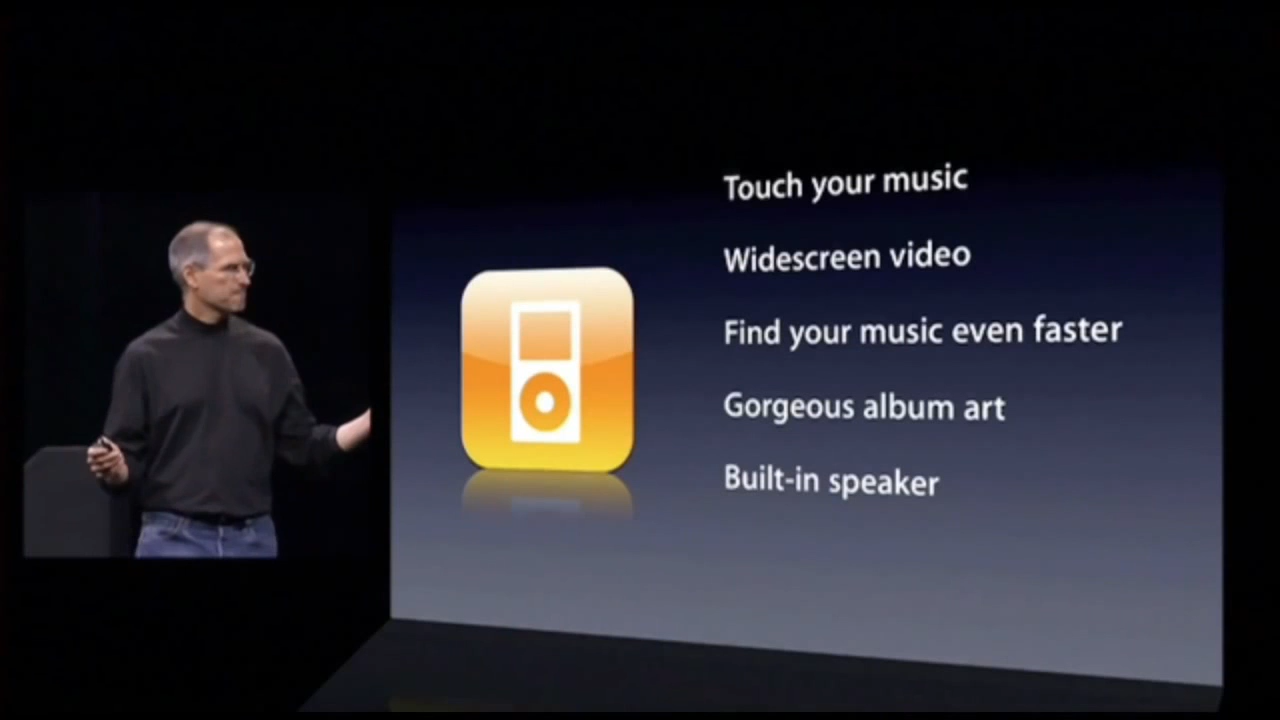 Touch your music
Widescreen video
Find your music even faster
Gorgeous album art
Built-in speaker